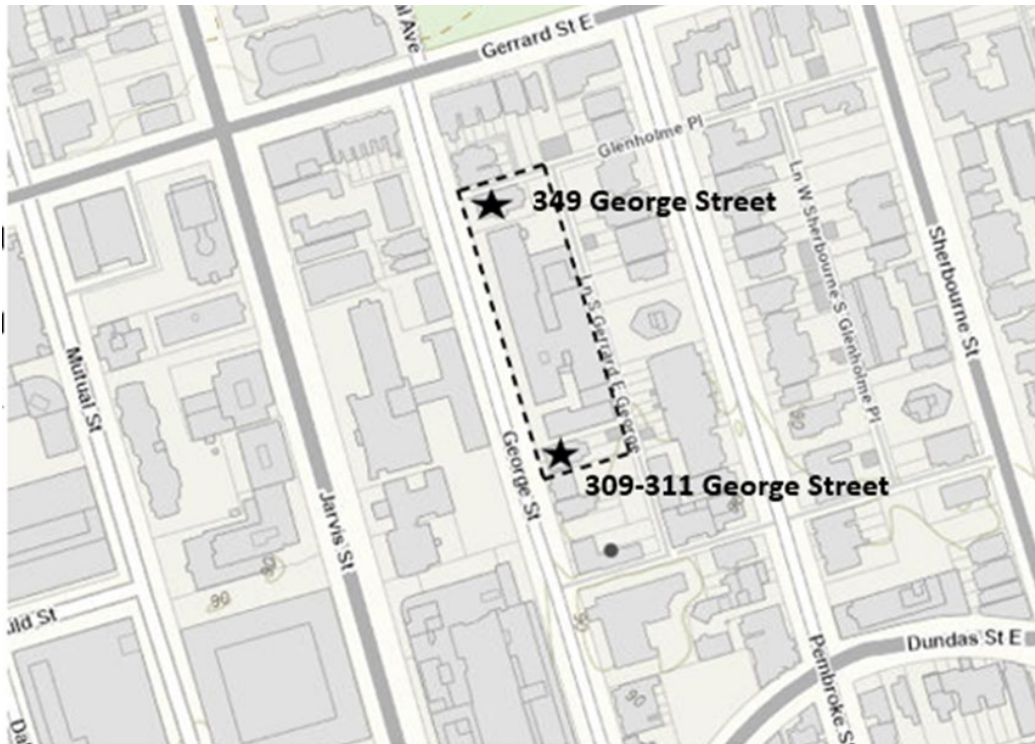 Gerrard St E
Glenholme Pl
349 George Street
Ln W Sherbourne S Glenholme Pl
Sherbourne St
Ln S Gerrard E George
Mutual St
George St
309-311 George Street
Jarvis St
90
90
Dundas St E
Pembroke St
90